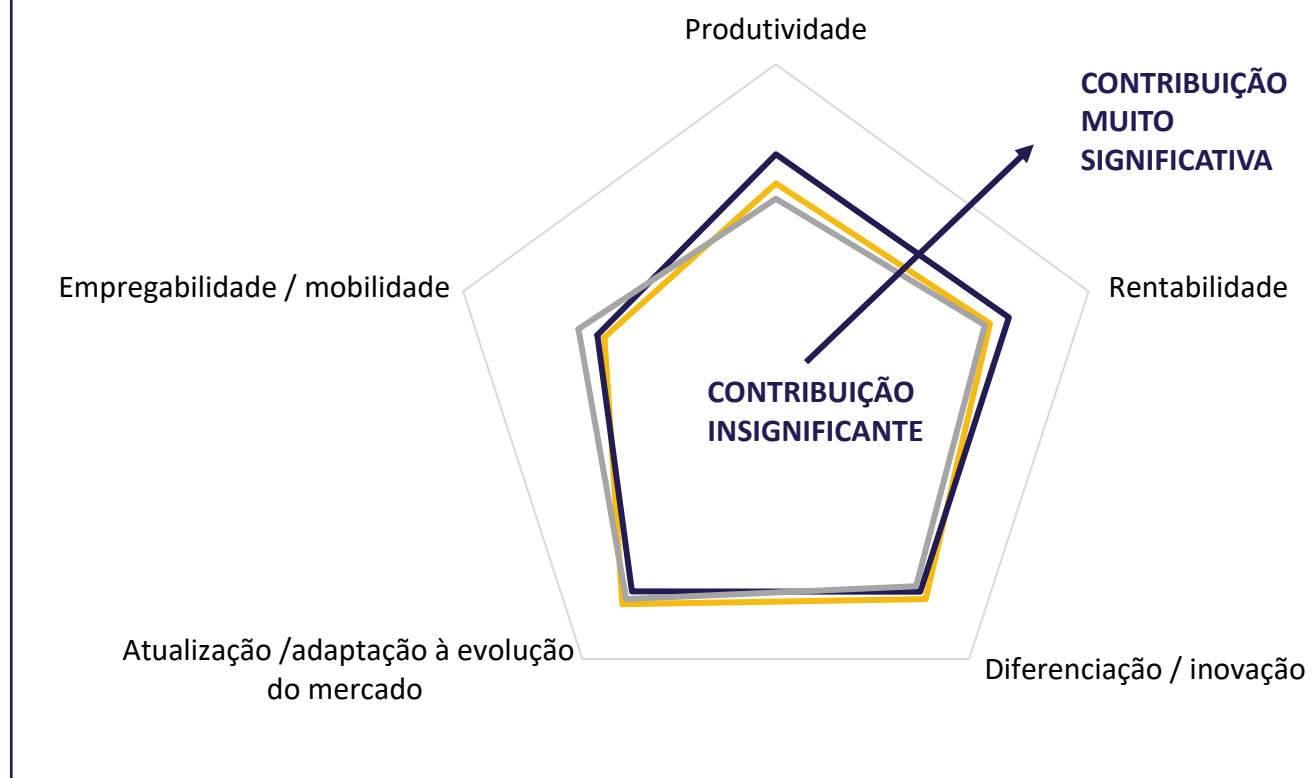 Produtividade
CONTRIBUIÇÃO
MUITO
SIGNIFICATIVA
Empregabilidade / mobilidade
Rentabilidade
CONTRIBUIÇÃO
INSIGNIFICANTE
Atualização /adaptação à evolução
do mercado
Diferenciação / inovação